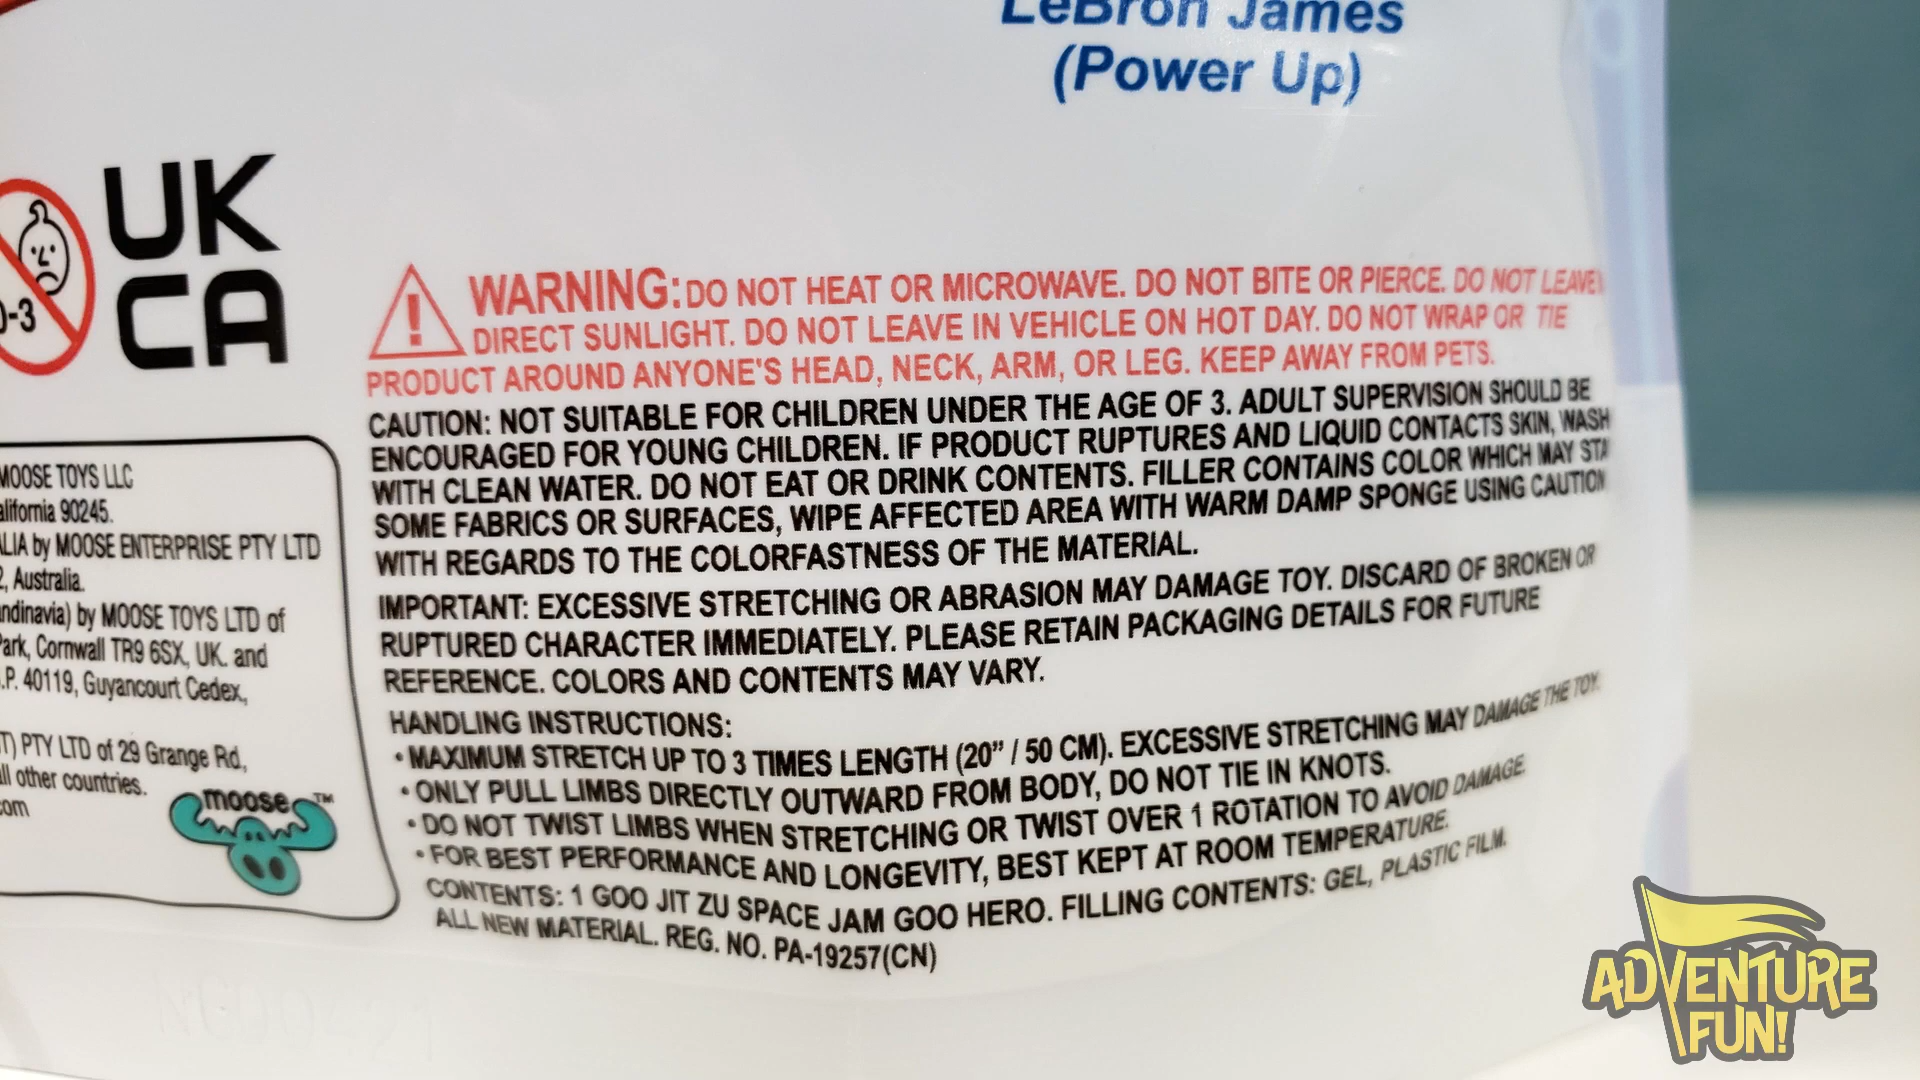 LeBron James
(Power Up)
UK
CA
0-3
WARNING: DO NOT HEAT OR MICROWAVE. DO NOT BITE OR PIERCE. DO NOT LEAVE
DIRECT SUNLIGHT. DO NOT LEAVE IN VEHICLE ON HOT DAY. DO NOT WRAP OR TIE
PRODUCT AROUND ANYONE'S HEAD, NECK, ARM, OR LEG. KEEP AWAY FROM PETS.
CAUTION: NOT SUITABLE FOR CHILDREN UNDER THE AGE OF 3. ADULT SUPERVISION SHOULD BE
ENCOURAGED FOR YOUNG CHILDREN. IF PRODUCT RUPTURES AND LIQUID CONTACTS SKIN, WASH
WITH CLEAN WATER. DO NOT EAT OR DRINK CONTENTS. FILLER CONTAINS COLOR WHICH MAY STA
SOME FABRICS OR SURFACES, WIPE AFFECTED AREA WITH WARM DAMP SPONGE USING CAUTION
WITH REGARDS TO THE COLORFASTNESS OF THE MATERIAL.
IMPORTANT: EXCESSIVE STRETCHING OR ABRASION MAY DAMAGE TOY. DISCARD OF BROKEN OR
RUPTURED CHARACTER IMMEDIATELY. PLEASE RETAIN PACKAGING DETAILS FOR FUTURE
REFERENCE. COLORS AND CONTENTS MAY VARY.
HANDLING INSTRUCTIONS:
• MAXIMUM STRETCH UP TO 3 TIMES LENGTH (20” / 50 CM). EXCESSIVE STRETCHING MAY DAMAGE THE TOY.
• ONLY PULL LIMBS DIRECTLY OUTWARD FROM BODY, DO NOT TIE IN KNOTS.
• DO NOT TWIST LIMBS WHEN STRETCHING OR TWIST OVER 1 ROTATION TO AVOID DAMAGE.
• FOR BEST PERFORMANCE AND LONGEVITY, BEST KEPT AT ROOM TEMPERATURE.
CONTENTS: 1 GOO JIT ZU SPACE JAM GOO HERO. FILLING CONTENTS: GEL, PLASTIC FILM.
ALL NEW MATERIAL. REG. NO. PA-19257(CN)
MOOSE TOYS LLC
alifornia 90245.
LIA by MOOSE ENTERPRISE PTY LTD
2, Australia.
ndinavia) by MOOSE TOYS LTD of
Park, Cornwall TR9 6SX, UK. and
.P. 40119, Guyancourt Cedex,
T) PTY LTD of 29 Grange Rd,
ll other countries.
com
moose TM
ADVENTURE
FUN!